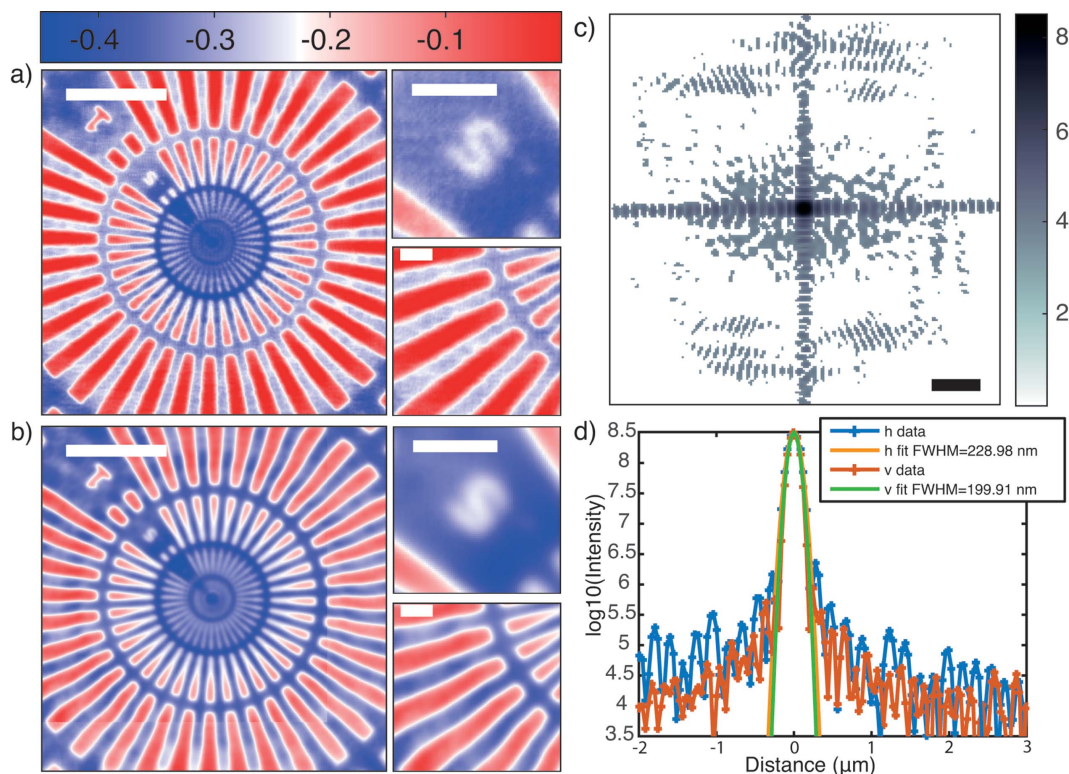 -0.4 -0.3 -0.2 -0.1
a)
T
S
S
b)
T
S
S
c)
8
6
4
2
d)
h data
h fit FWHM=228.98 nm
v data
v fit FWHM=199.91 nm
log10(Intensity)
8.5
8
7.5
7
6.5
6
5.5
5
4.5
4
3.5
-2 -1 0 1 2 3
Distance (µm)